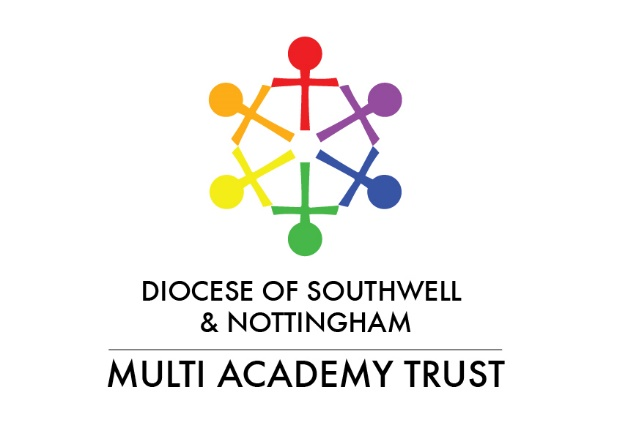 DIOCESE OF SOUTHWELL
& NOTTINGHAM
MULTI ACADEMY TRUST